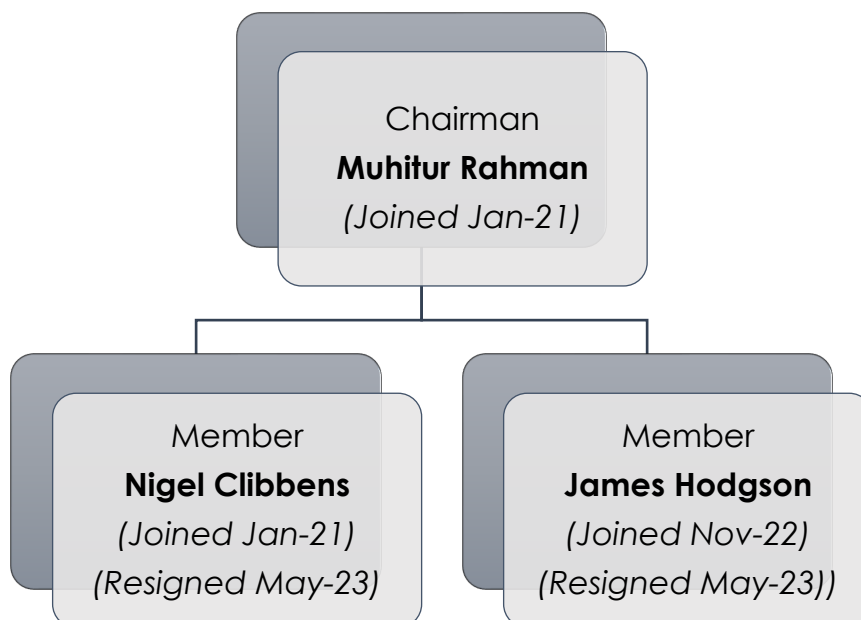 Chairman
Muhitur Rahman
(Joined Jan-21)
Member
Nigel Clibbens
(Joined Jan-21)
(Resigned May-23)
Member
James Hodgson
(Joined Nov-22)
(Resigned May-23))